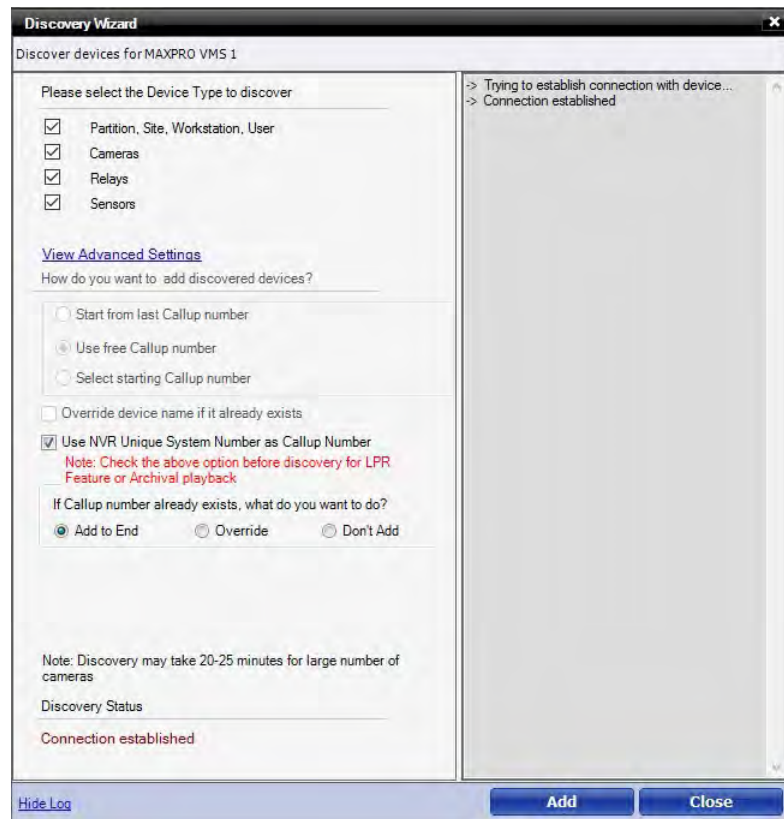 Discovery Wizard
Discover devices for MAXPRO VMS 1
Please select the Device Type to discover
Partition, Site, Workstation, User
Cameras
Relays
Sensors
View Advanced Settings
How do you want to add discovered devices?
Start from last Callup number
Use free Callup number
Select starting Callup number
Override device name if it already exists
Use NVR Unique System Number as Callup Number
Note: Check the above option before discovery for LPR
Feature or Archival playback
If Callup number already exists, what do you want to do?
Add to End Override Don't Add
Note: Discovery may take 20-25 minutes for large number of
cameras
Discovery Status
Connection established
-> Trying to establish connection with device...
-> Connection established
Hide Log
Add Close